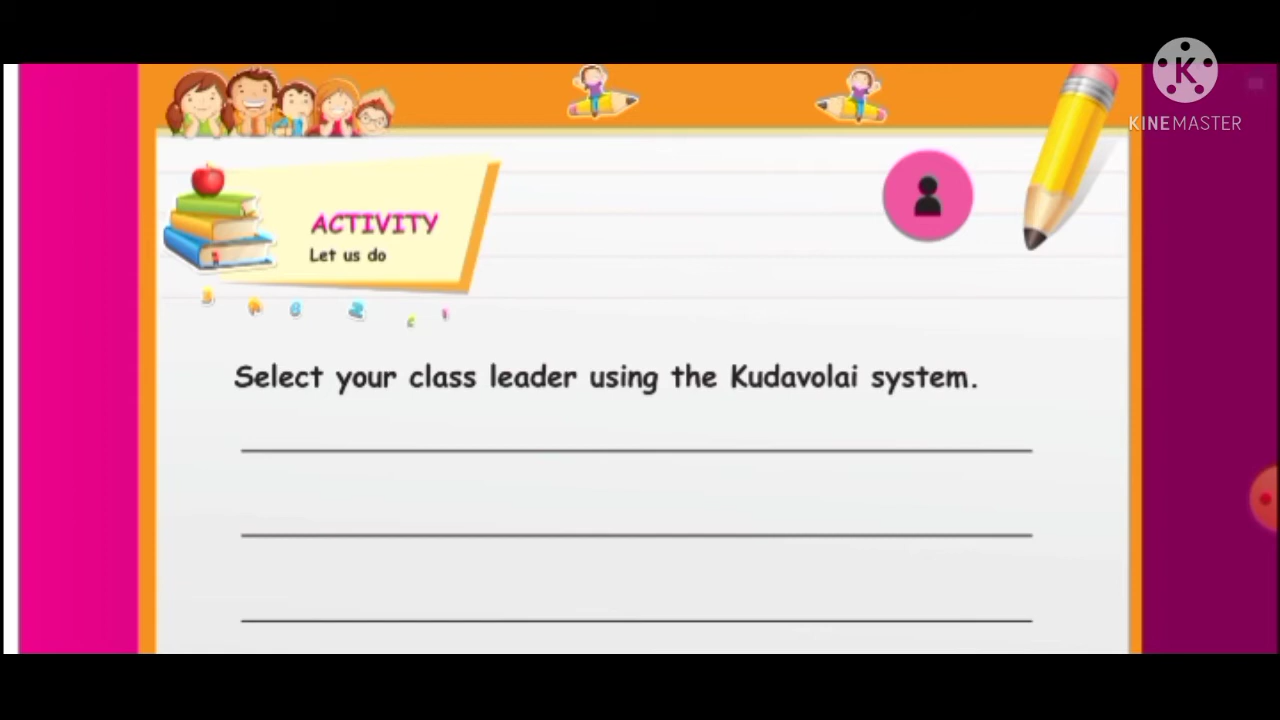 KINEMASTER
ACTIVITY
Let us do
Select your class leader using the Kudavolai system.